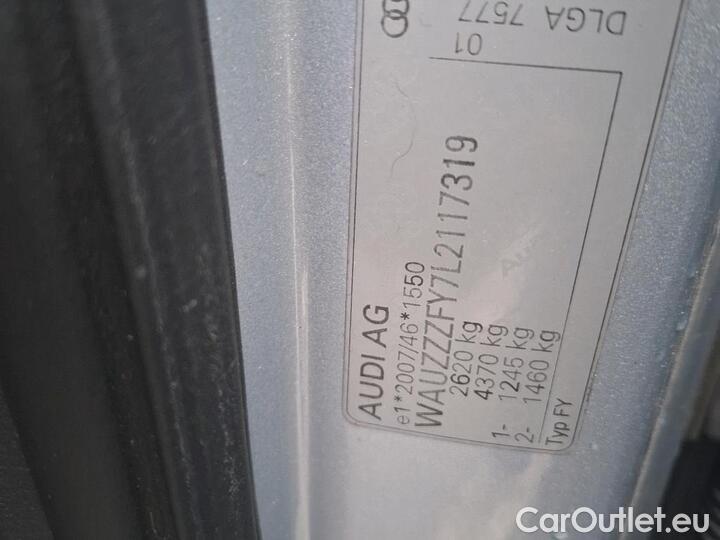 AUDI AG
e1*2007/46*1550
WAUZZZFY7L2117319
2620 kg
4370 kg
1- 1245 kg
2- 1460 kg
Typ FY
01
DLGA 7577
CarOutlet.eu